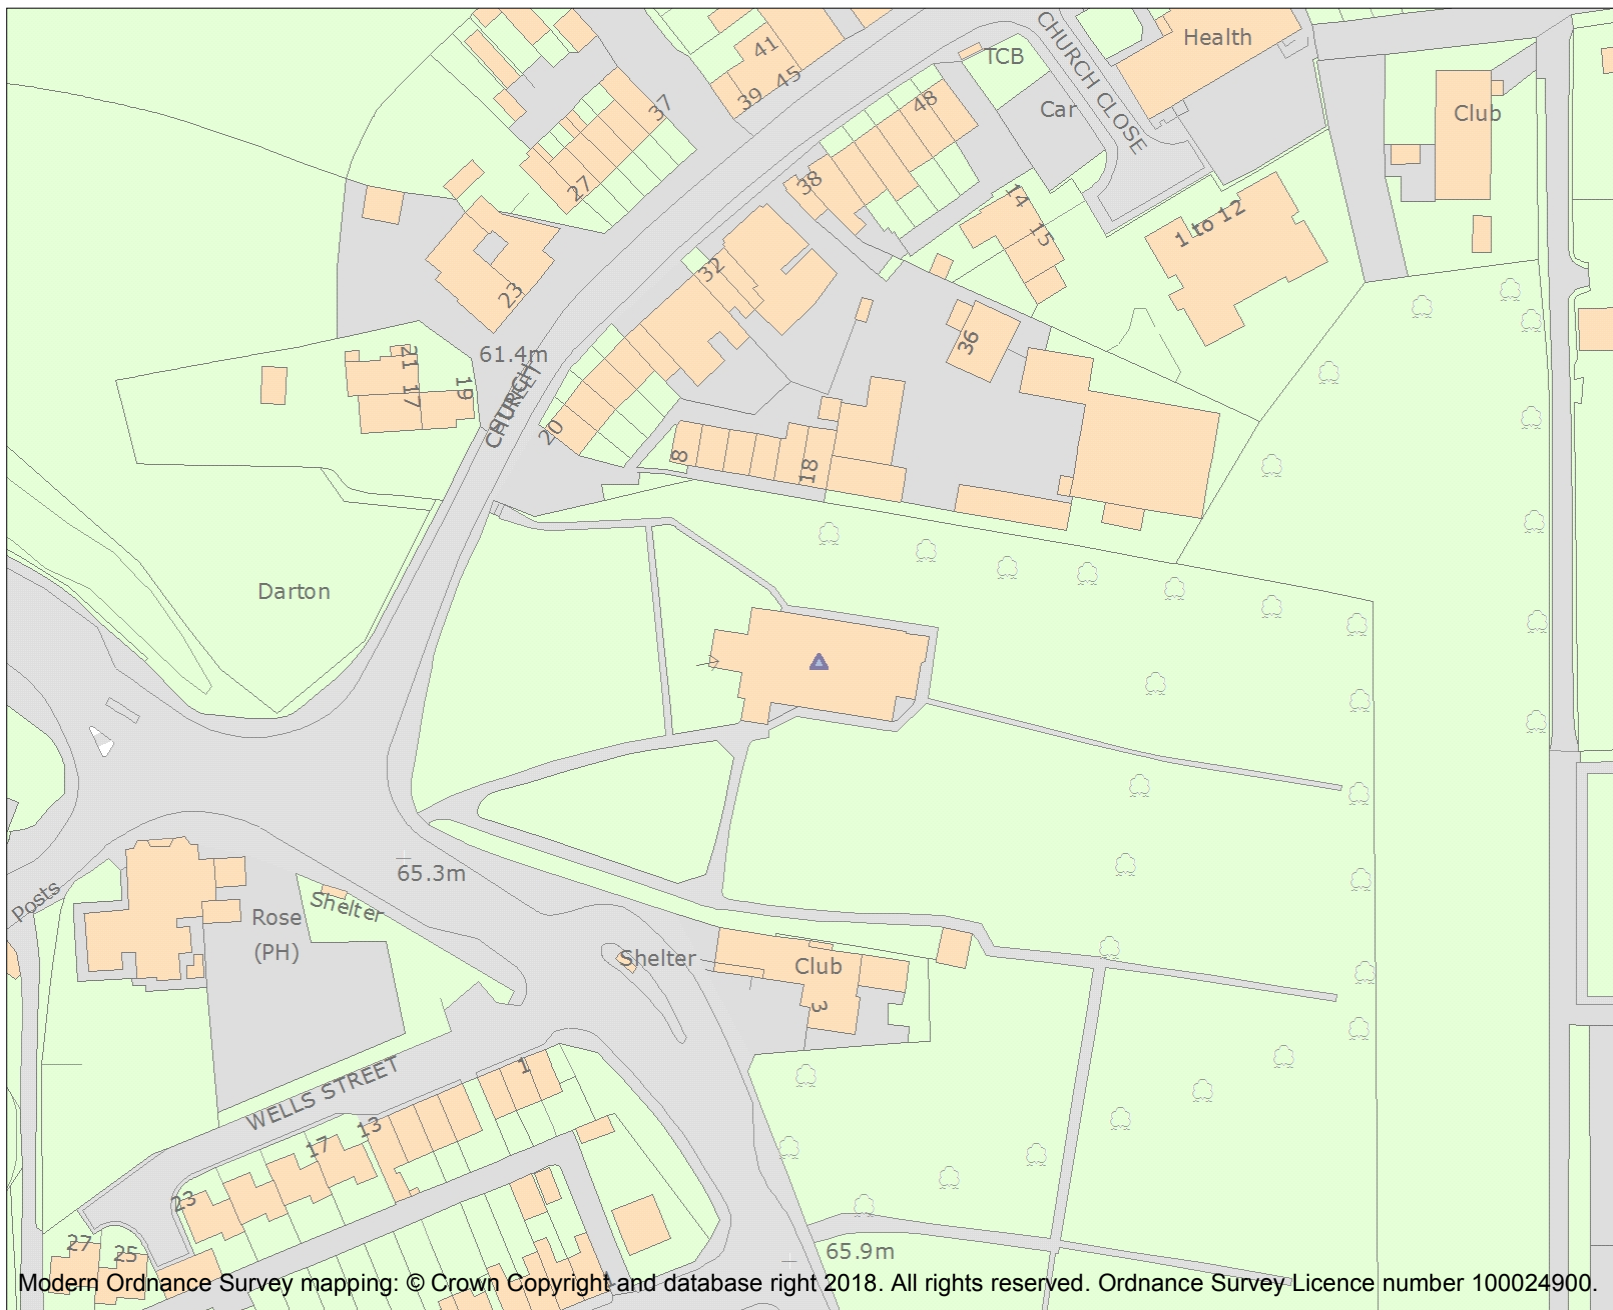 41
45
39
37
27
TCB
CHURCH CLOSE
Health
Car
Club
48
38
14
15
1 to 12
32
23
61.4m
21
17
19
CHURCH
20
8
18
36
Darton
65.3m
Posts
Shelter
Rose
(PH)
Shelter
Club
3
WELLS STREET
1
13
17
23
27
25
65.9m
Modern Ordnance Survey mapping: © Crown Copyright and database right 2018. All rights reserved. Ordnance Survey Licence number 100024900.